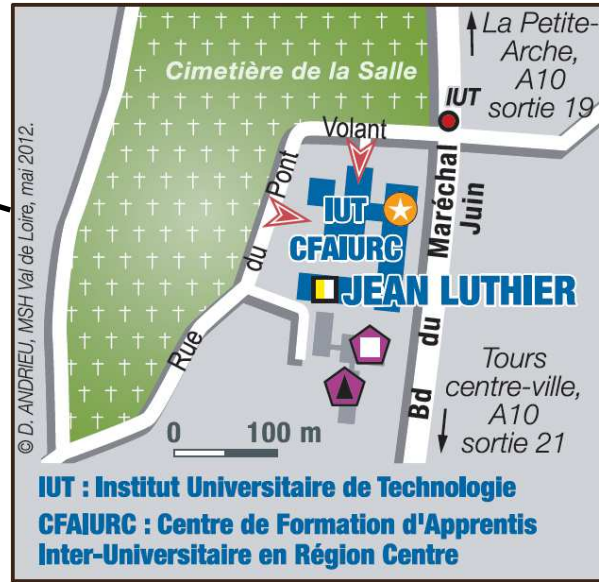 La Petite-
Arche,
A10
sortie 19
Cimetière de la Salle
IUT
Volant
Pont
du
Rue
IUT
CFAIURC
JEAN LUTHIER
Bd du Maréchal
Juin
Tours
centre-ville,
A10
sortie 21
0 100 m
© D. ANDRIEU, MSH Val de Loire, mai 2012.
IUT : Institut Universitaire de Technologie
CFAIURC : Centre de Formation d'Apprentis
Inter-Universitaire en Région Centre